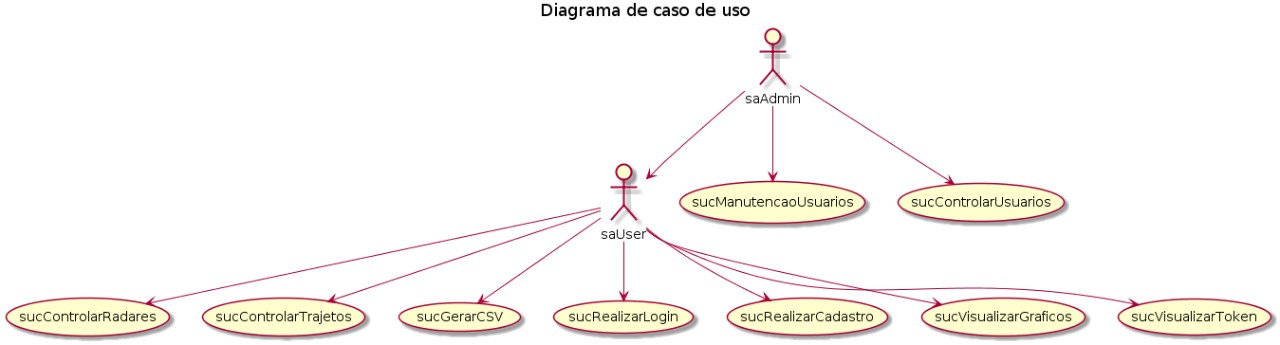 Diagrama de caso de uso
saAdmin
saUser
sucManutencaoUsuarios
sucControlarUsuarios
sucControlarRadares
sucControlarTrajetos
sucGerarCSV
sucRealizarLogin
sucRealizarCadastro
sucVisualizarGraficos
sucVisualizarToken